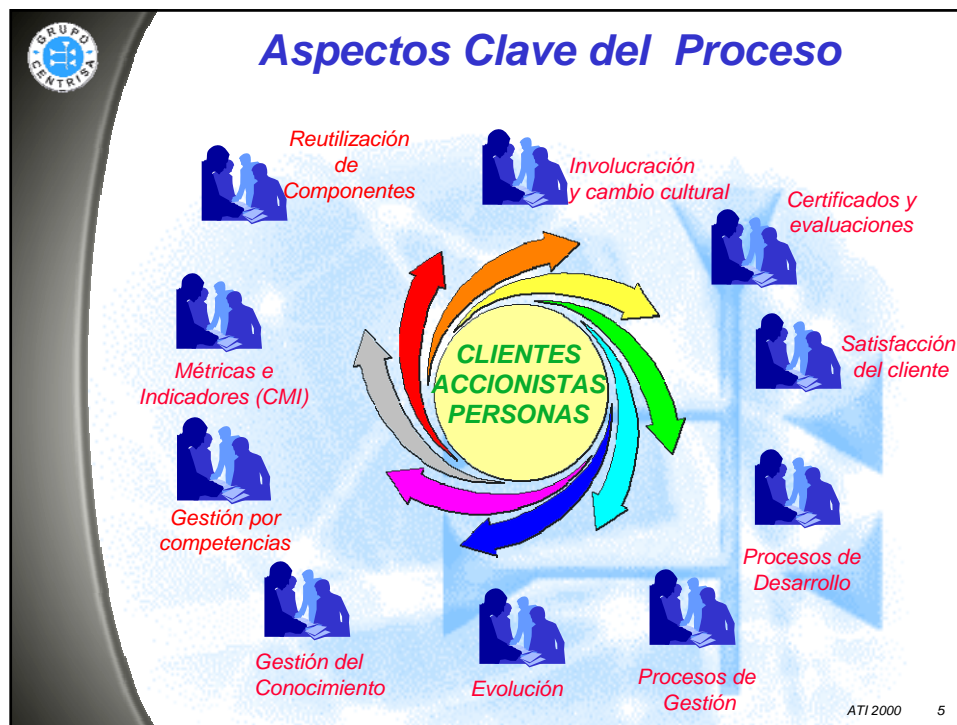 GRUPO
CENTRISA
Aspectos Clave del Proceso
Reutilización
de
Componentes
Involucración
y cambio cultural
Certificados y
evaluaciones
Satisfacción
del cliente
Procesos de
Desarrollo
Procesos de
Gestión
Evolución
Gestión del
Conocimiento
Gestión por
competencias
Métricas e
Indicadores (CMI)
CLIENTES
ACCIONISTAS
PERSONAS
ATI 2000 5